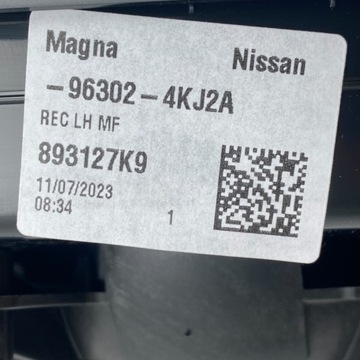 Magna Nissan
-96302-4KJ2A
REC LH MF
893127K9
11/07/2023
08:34 1